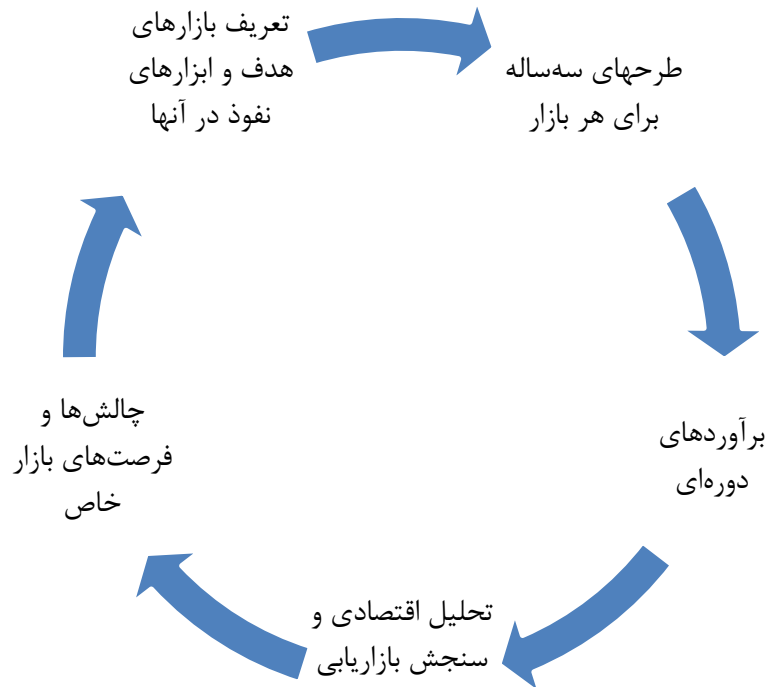 تعریف بازارهای
هدف و ابزارهای
نفوذ در آنها
طرحهای سه‌ساله
برای هر بازار
برآوردهای
دوره‌ای
تحلیل اقتصادی و
سنجش بازاریابی
چالش‌ها و
فرصت‌های بازار
خاص